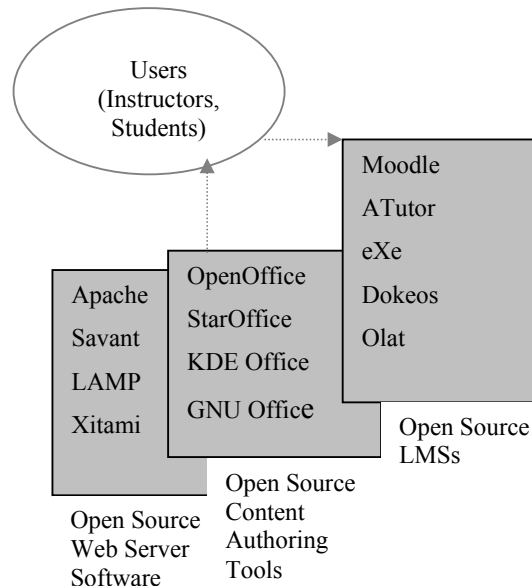 Users
(Instructors,
Students)
Moodle
ATutor
eXe
Dokeos
Olat
OpenOffice
StarOffice
KDE Office
GNU Office
Apache
Savant
LAMP
Xitami
Open Source
LMSs
Open Source
Content
Authoring
Tools
Open Source
Web Server
Software